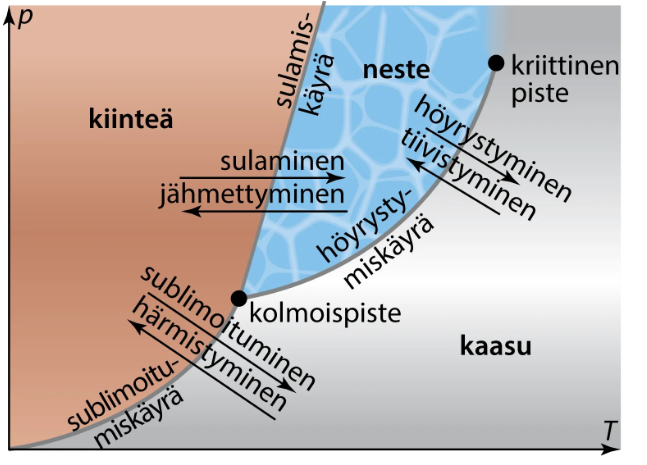 p
sulamis-
käyrä
neste
kriittinen
piste
kiinteä
höyrystyminen
tiivistyminen
sulaminen
jähmettyminen
höyrysty-
miskäyrä
sublimoituminen
härmistyminen
kolmoispiste
kaasu
sublimoitu-
miskäyrä
T